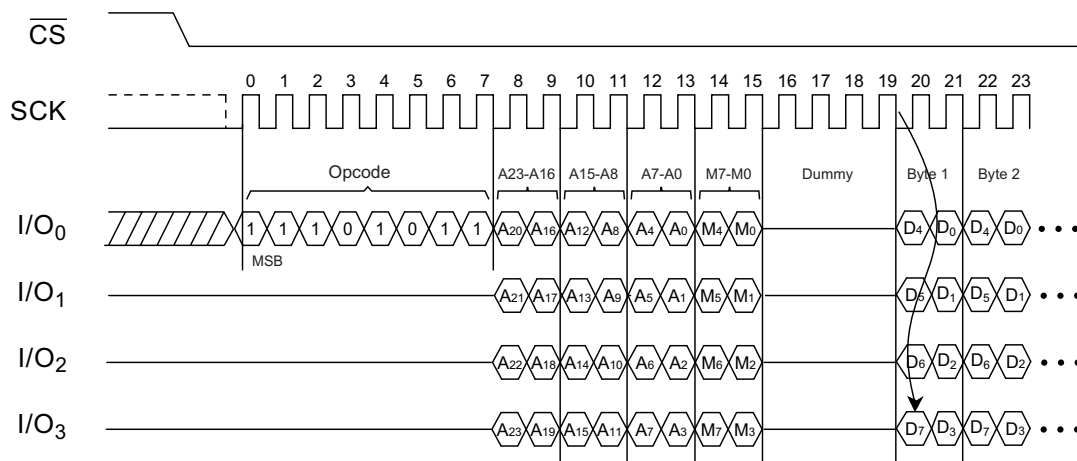 CS
0 1 2 3 4 5 6 7 8 9 10 11 12 13 14 15 16 17 18 19 20 21 22 23
SCK
Opcode A23-A16 A15-A8 A7-A0 M7-M0 Dummy Byte 1 Byte 2
I/O0 1 1 1 0 1 0 1 1 A20 A16 A12 A8 A4 A0 M4 M0 D4 D0 D4 D0 • • •
MSB
I/O1 A21 A17 A13 A9 A5 A1 M5 M1 D5 D1 D5 D1 • • •
I/O2 A22 A18 A14 A10 A6 A2 M6 M2 D6 D2 D6 D2 • • •
I/O3 A23 A19 A15 A11 A7 A3 M7 M3 D7 D3 D7 D3 • • •